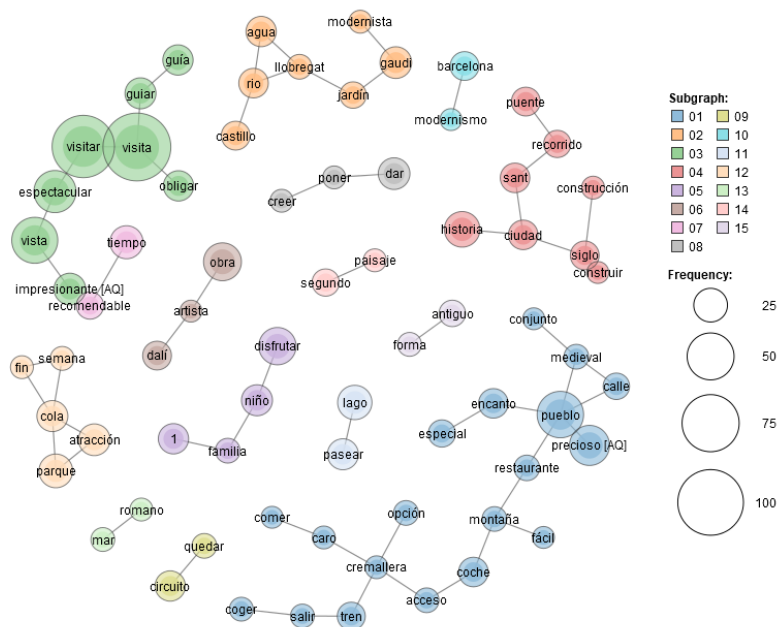 agua
modernista
guía
llobregat
gaudi
barcelona
guiar
rio
jardín
puente
modernismo
castillo
recorrido
visitar
visita
dar
poner
sant
construcción
espectacular
obligar
creer
historia
ciudad
vista
tiempo
siglo
paisaje
obra
construir
impresionante [AQ]
segundo
recomendable
artista
antiguo
conjunto
disfrutar
forma
medieval
fin
semana
dalí
calle
niño
lago
encanto
pueblo
cola
especial
precioso [AQ]
atracción
1
familia
pasear
parque
restaurante
romano
comer
opción
montaña
mar
caro
fácil
quedar
cremallera
circuito
coche
coger
salir
tren
acceso
Subgraph:
01
09
02
10
03
11
04
12
05
13
06
14
07
15
08
Frequency:
25
50
75
100